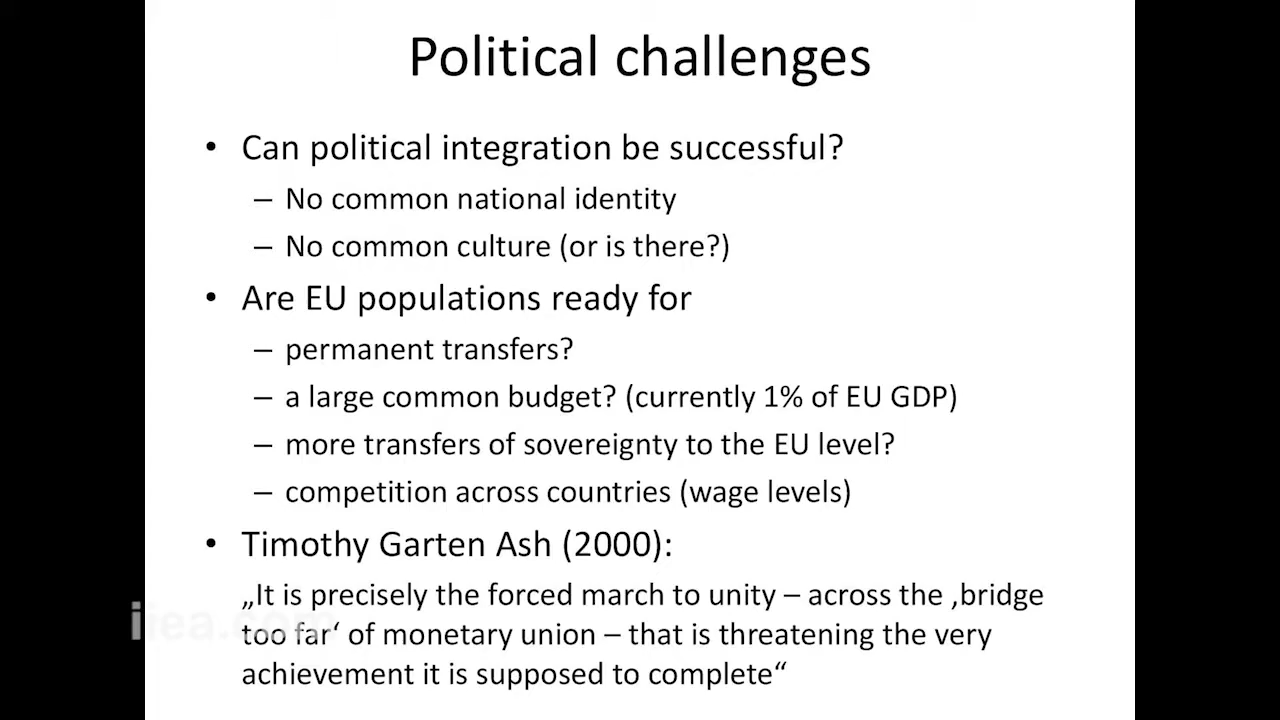 Political challenges
• Can political integration be successful?
– No common national identity
– No common culture (or is there?)
• Are EU populations ready for
– permanent transfers?
– a large common budget? (currently 1% of EU GDP)
– more transfers of sovereignty to the EU level?
– competition across countries (wage levels)
• Timothy Garten Ash (2000):
„It is precisely the forced march to unity – across the ‚bridge
too far‘ of monetary union – that is threatening the very
achievement it is supposed to complete“
iiea.com